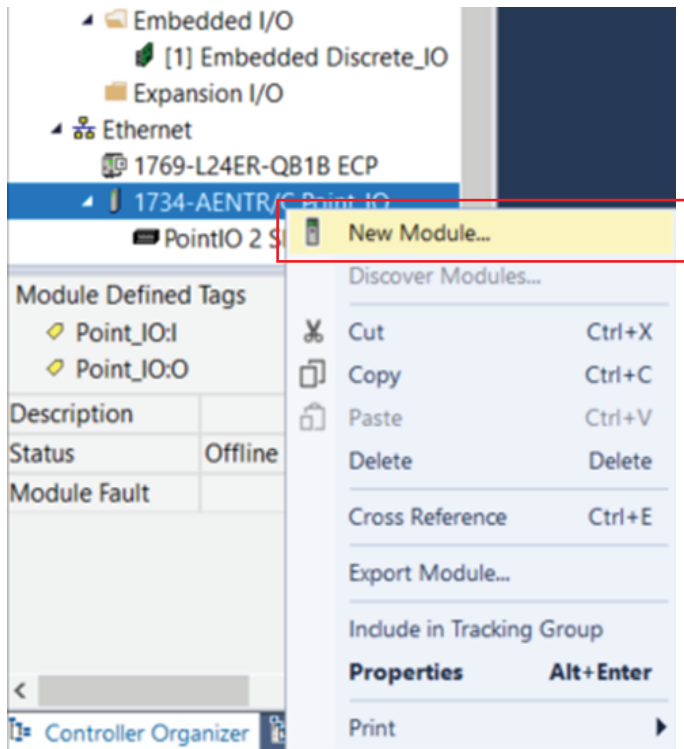 Embedded I/O
[1] Embedded Discrete_IO
Expansion I/O
Ethernet
1769-L24ER-QB1B ECP
1734-AENTR/C Point_IO
PointIO 2 Sl
Module Defined Tags
Point_IO:I
Point_IO:O
Description
Status Offline
Module Fault
Controller Organizer
New Module...
Discover Modules...
Cut Ctrl+X
Copy Ctrl+C
Paste Ctrl+V
Delete Delete
Cross Reference Ctrl+E
Export Module...
Include in Tracking Group
Properties Alt+Enter
Print